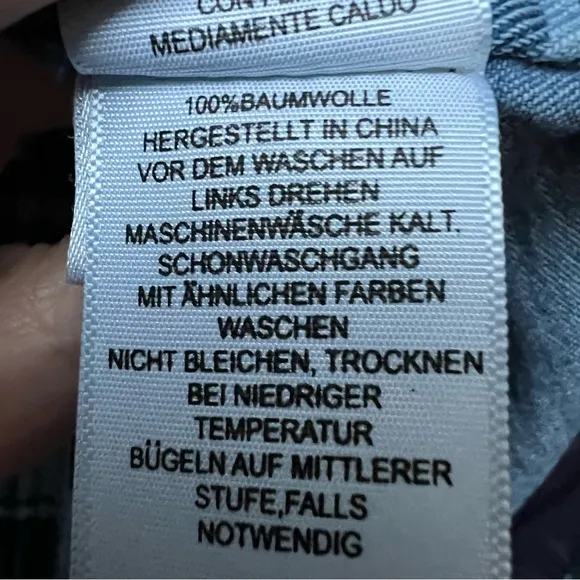 MEDIAMENTE CALDO
100%BAUMWOLLE
HERGESTELLT IN CHINA
VOR DEM WASCHEN AUF
LINKS DREHEN
MASCHINENWÄSCHE KALT.
SCHONWASCHGANG
MIT ÄHNLICHEN FARBEN
WASCHEN
NICHT BLEICHEN, TROCKNEN
BEI NIEDRIGER
TEMPERATUR
BÜGELN AUF MITTLERER
STUFE,FALLS
NOTWENDIG